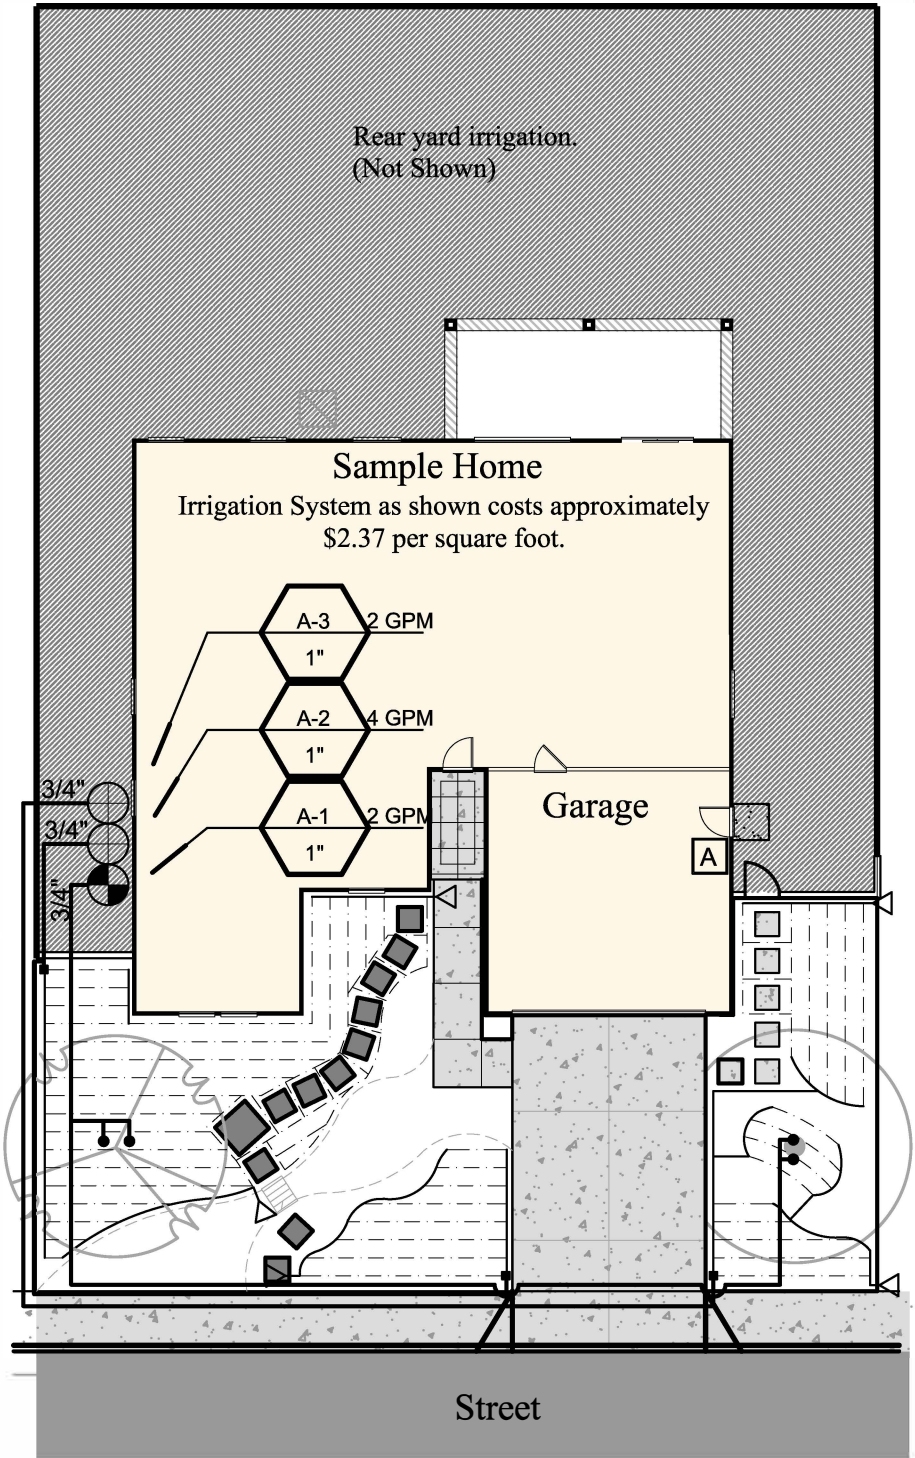 Rear yard irrigation.
(Not Shown)
Sample Home
Irrigation System as shown costs approximately
$2.37 per square foot.
A-3 2 GPM
1"
A-2 4 GPM
1"
A-1 2 GPM
1"
3/4"
3/4"
3/4"
Garage
A
Street